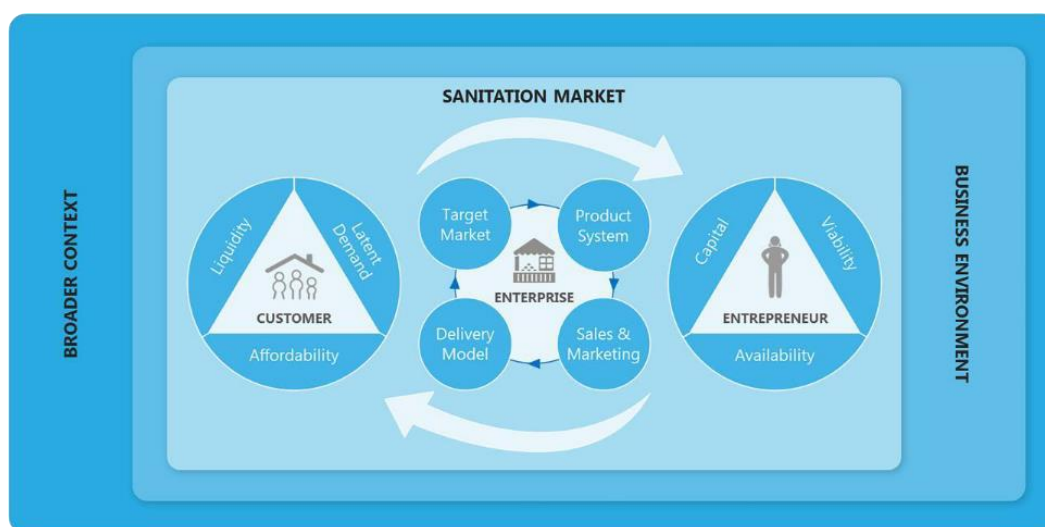 SANITATION MARKET
BROADER CONTEXT
Liquidity
Latent
Demand
CUSTOMER
Affordability
Target
Market
Product
System
ENTERPRISE
Delivery
Model
Sales &
Marketing
Capital
Viability
ENTREPRENEUR
Availability
BUSINESS ENVIRONMENT